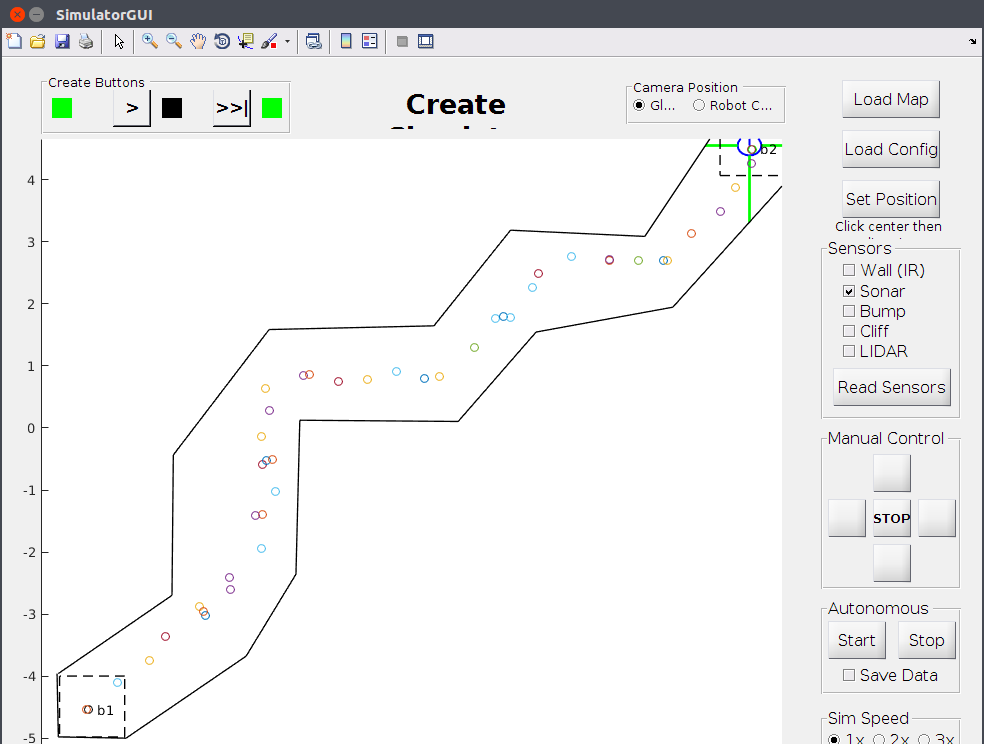 SimulatorGUI
Create Buttons
>
>>|
Create
Camera Position
Gl...
Robot C...
Load Map
Load Config
Set Position
Click center then
Sensors
Wall (IR)
Sonar
Bump
Cliff
LIDAR
Read Sensors
Manual Control
STOP
Autonomous
Start
Stop
Save Data
Sim Speed
1x
2x
3x
4
3
2
1
0
-1
-2
-3
-4
-5
b2
b1